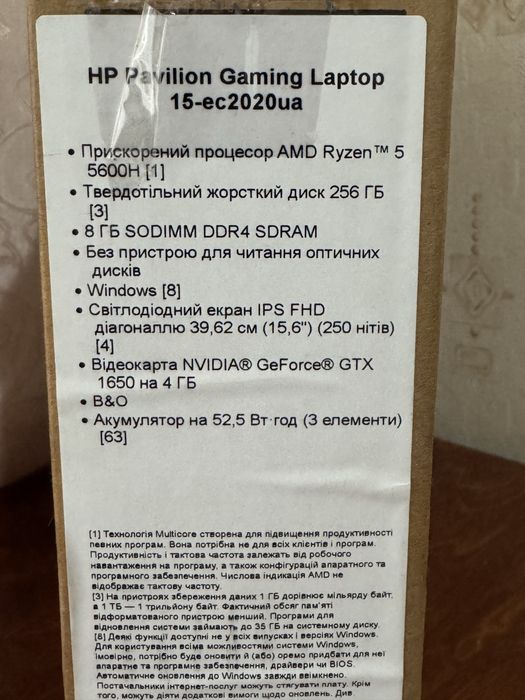 HP Pavilion Gaming Laptop
15-ec2020ua
• Прискорений процесор AMD Ryzen™ 5
5600H [1]
• Твердотільний жорсткий диск 256 ГБ
[3]
• 8 ГБ SODIMM DDR4 SDRAM
• Без пристрою для читання оптичних
дисків
• Windows [8]
• Світлодіодний екран IPS FHD
діагоналлю 39,62 см (15,6") (250 нітів)
[4]
• Відеокарта NVIDIA® GeForce® GTX
1650 на 4 ГБ
• B&O
• Акумулятор на 52,5 Вт·год (3 елементи)
[63]
[1] Технологія Multicore створена для підвищення продуктивності
певних програм. Вона потрібна не для всіх клієнтів і програм.
Продуктивність і тактова частота залежать від робочого
навантаження на програму, а також конфігурацій апаратного та
програмного забезпечення. Числова індикація AMD не
відображає тактову частоту.
[3] На пристроях збереження даних 1 ГБ дорівнює мільярду байт,
а 1 ТБ — 1 трильйону байт. Фактичний обсяг пам'яті
відформатованого пристрою менший. Програми для
відновлення системи займають до 35 ГБ на системному диску.
[8] Деякі функції доступні не у всіх випусках і версіях Windows.
Для користування всіма можливостями системи Windows,
імовірно, потрібно буде оновити й (або) окремо придбати для неї
апаратне та програмне забезпечення, драйвери чи BIOS.
Автоматичне оновлення до Windows завжди ввімкнено.
Постачальники інтернет-послуг можуть стягувати плату. Крім
того, можуть діяти додаткові вимоги щодо оновлень. Див.